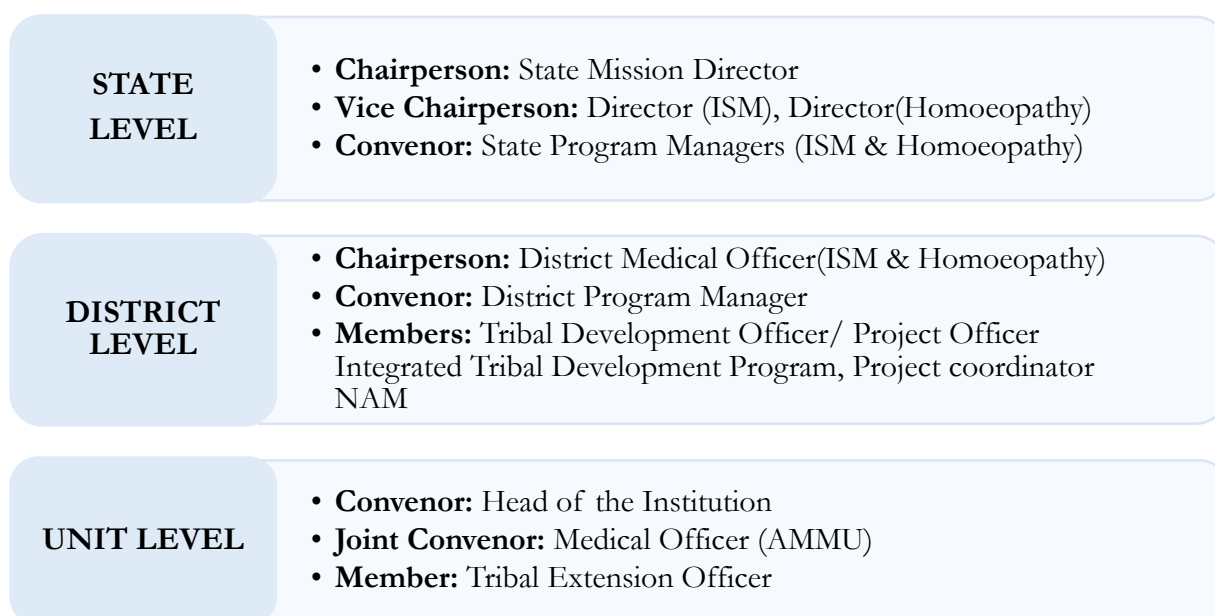 STATE
LEVEL
• Chairperson: State Mission Director
• Vice Chairperson: Director (ISM), Director(Homoeopathy)
• Convenor: State Program Managers (ISM & Homoeopathy)
DISTRICT
LEVEL
• Chairperson: District Medical Officer(ISM & Homoeopathy)
• Convenor: District Program Manager
• Members: Tribal Development Officer/ Project Officer
Integrated Tribal Development Program, Project coordinator
NAM
UNIT LEVEL
• Convenor: Head of the Institution
• Joint Convenor: Medical Officer (AMMU)
• Member: Tribal Extension Officer